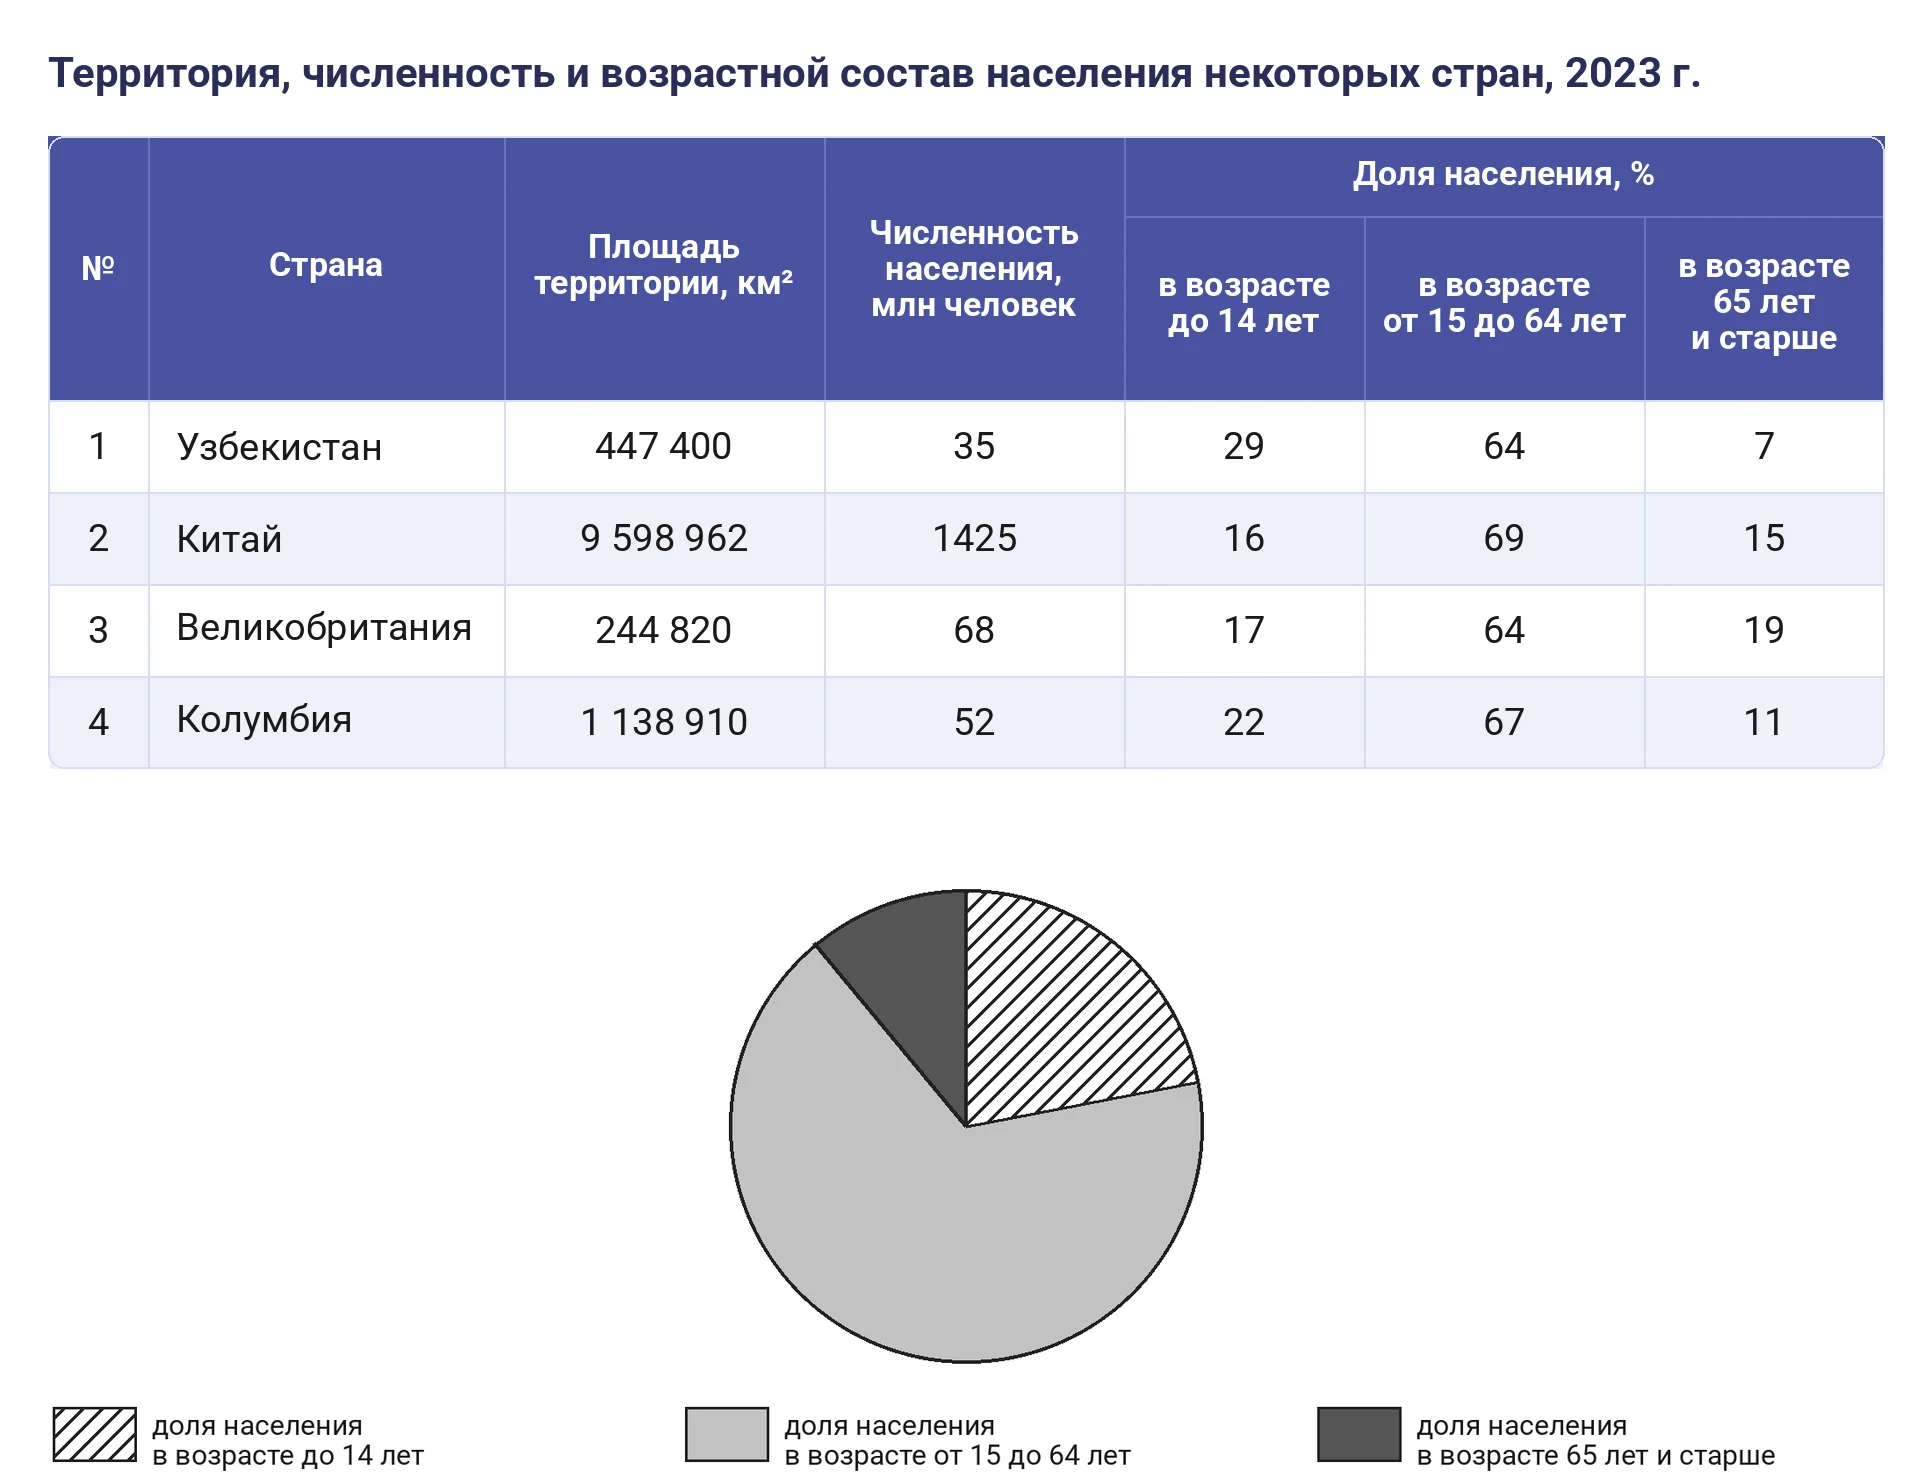 Территория, численность и возрастной состав населения некоторых стран, 2023 г.
№
Страна
Площадь
территории, км²
Численность
населения,
млн человек
Доля населения, %
в возрасте
до 14 лет
в возрасте
от 15 до 64 лет
в возрасте
65 лет
и старше
1 Узбекистан 447 400 35 29 64 7
2 Китай 9 598 962 1425 16 69 15
3 Великобритания 244 820 68 17 64 19
4 Колумбия 1 138 910 52 22 67 11
доля населения
в возрасте до 14 лет
доля населения
в возрасте от 15 до 64 лет
доля населения
в возрасте 65 лет и старше